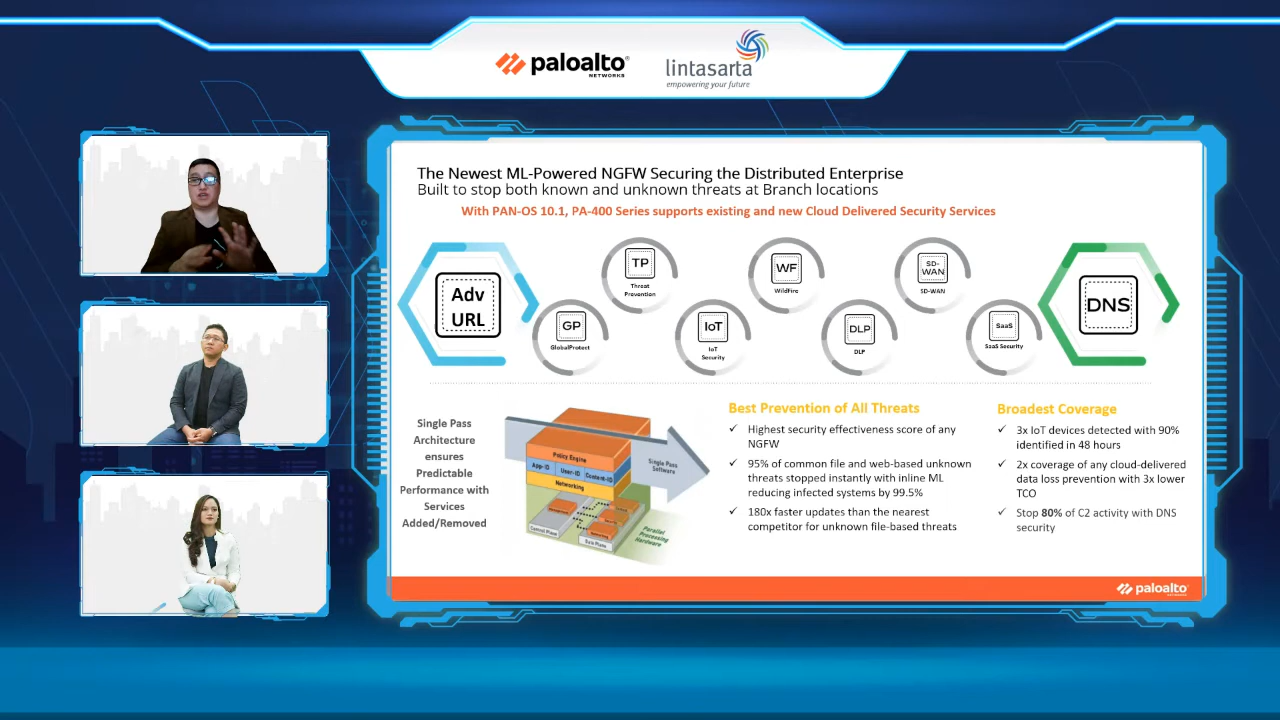 paloalto
NETWORKS
lintasarta
empowering your future
The Newest ML-Powered NGFW Securing the Distributed Enterprise
Built to stop both known and unknown threats at Branch locations
With PAN-OS 10.1, PA-400 Series supports existing and new Cloud Delivered Security Services
Adv
URL
GP
GlobalProtect
TP
Threat
Prevention
IoT
IoT
Security
WF
WildFire
DLP
DLP
SD-
WAN
SD-WAN
SaaS
SaaS Security
DNS
Single Pass
Architecture
ensures
Predictable
Performance with
Services
Added/Removed
Policy Engine
App-ID
User-ID
Content-ID
Networking
Single Pass
Software
Control Plane
Data Plane
Parallel
Processing
Hardware
Best Prevention of All Threats
✓ Highest security effectiveness score of any
NGFW
✓ 95% of common file and web-based unknown
threats stopped instantly with inline ML
reducing infected systems by 99.5%
✓ 180x faster updates than the nearest
competitor for unknown file-based threats
Broadest Coverage
✓ 3x IoT devices detected with 90%
identified in 48 hours
✓ 2x coverage of any cloud-delivered
data loss prevention with 3x lower
TCO
✓ Stop 80% of C2 activity with DNS
security
paloalto
NETWORKS